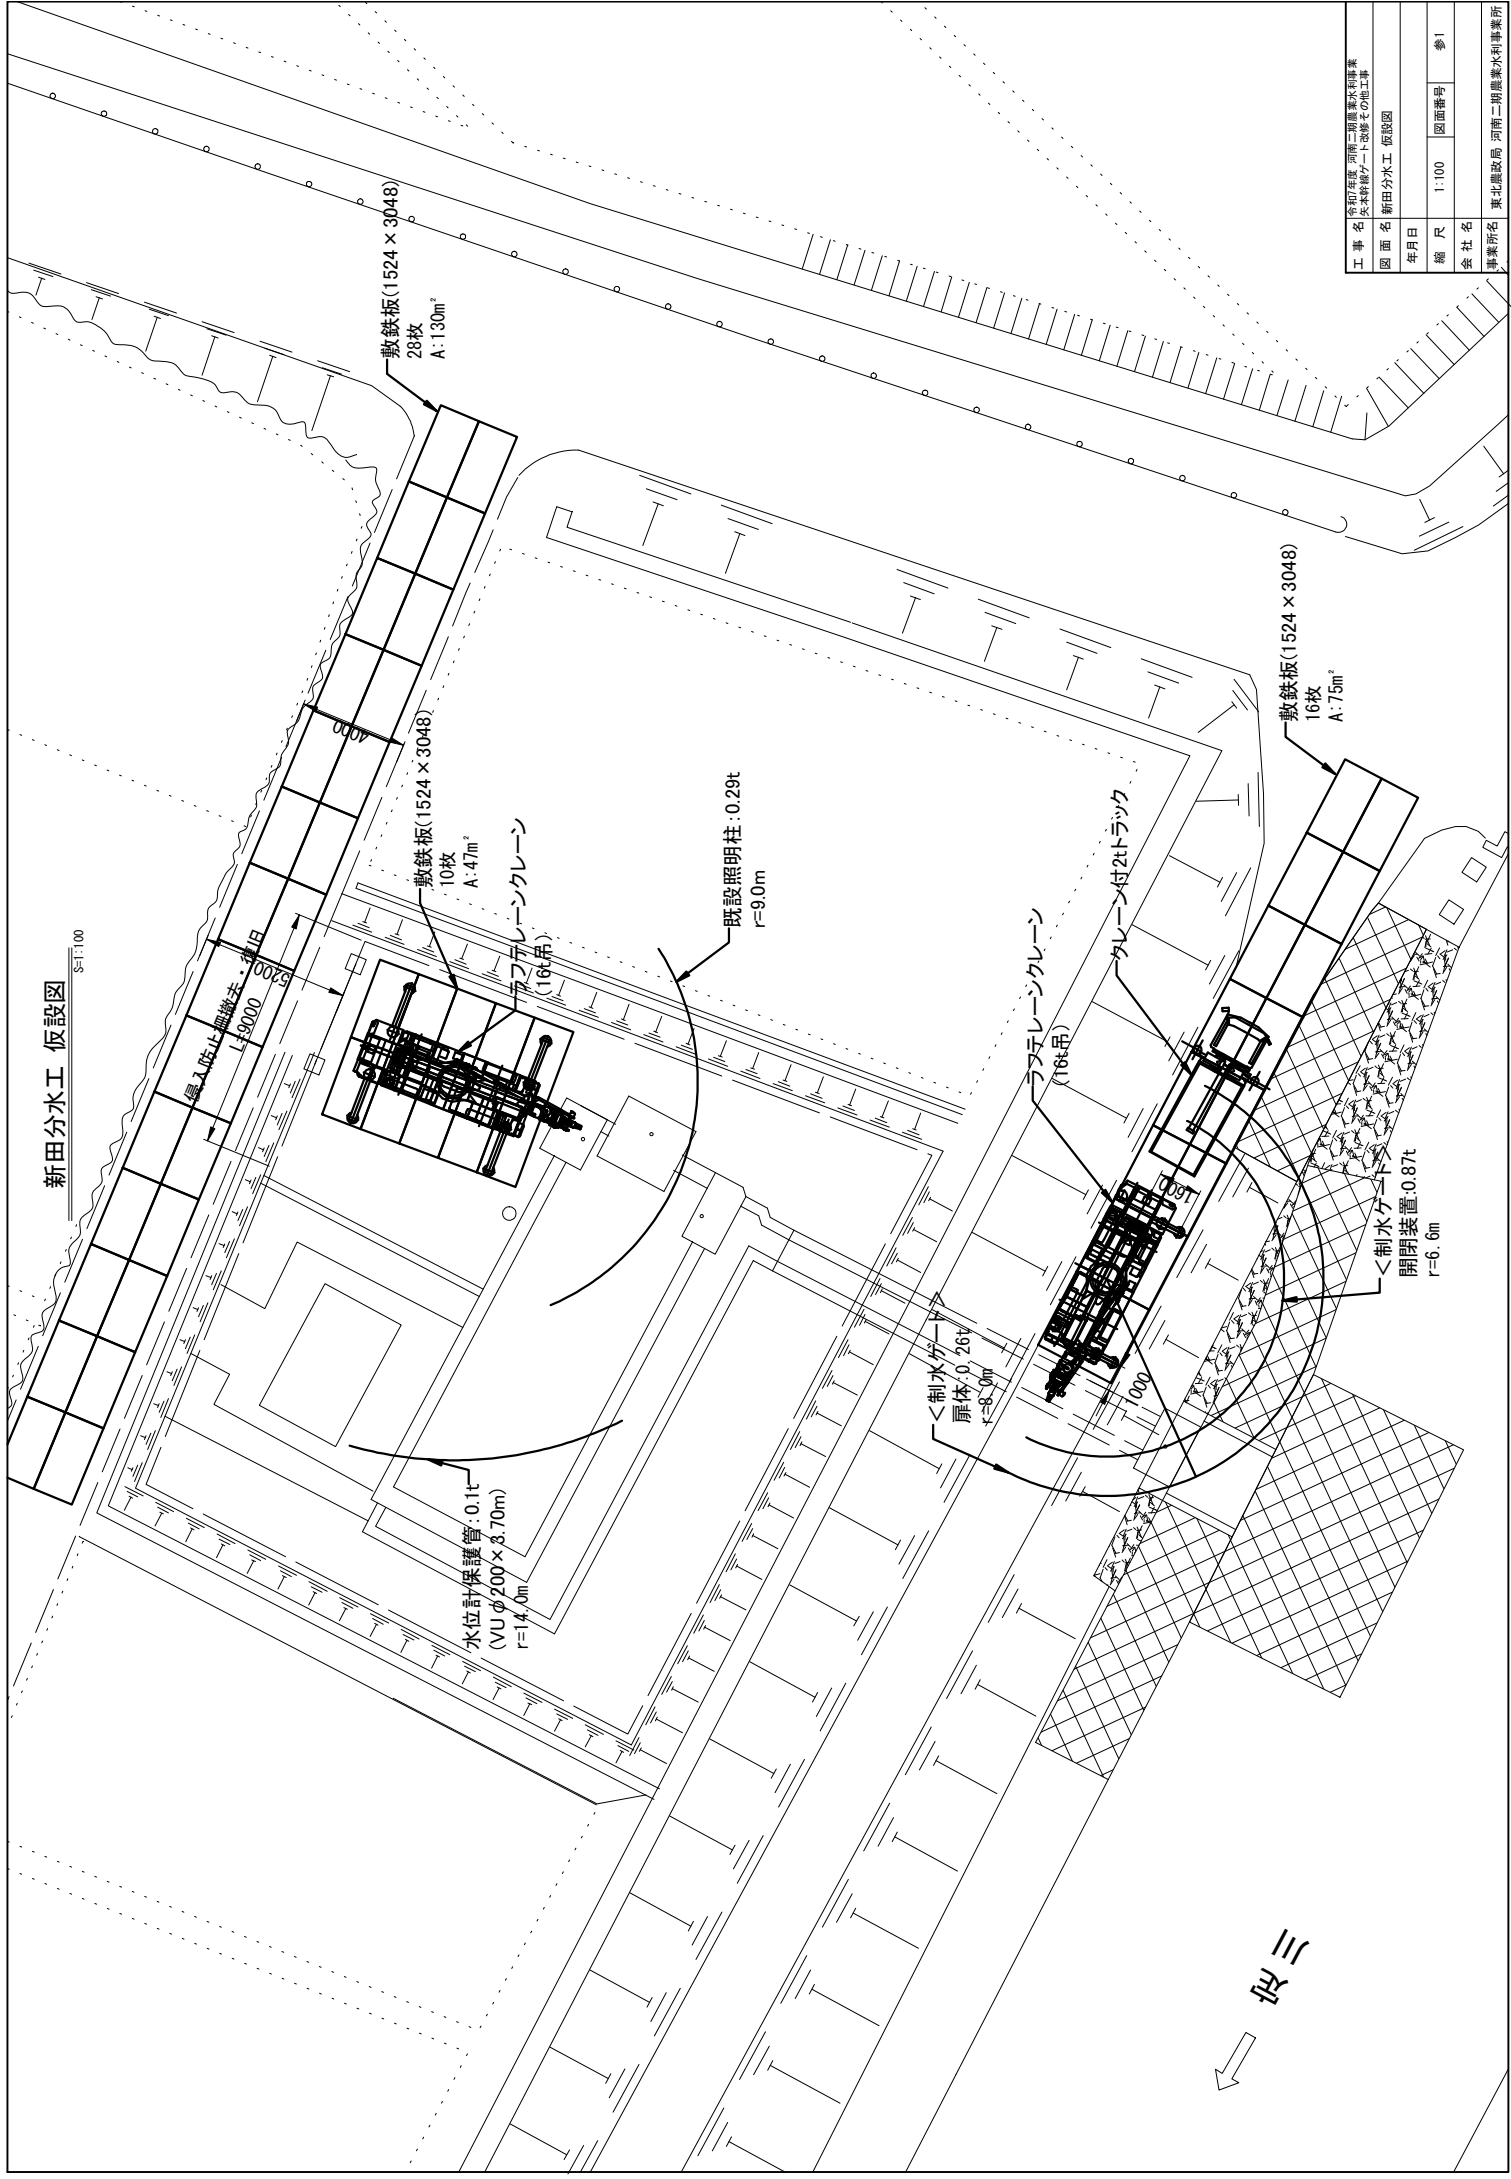 新田分水工 仮設図
S=1:100
敷鉄板(1524×3048)
28枚
A:130㎡
4000
5200
侵入防止柵撤去・復旧
L=9000
敷鉄板(1524×3048)
10枚
A:47㎡
ラフテレーンクレーン
(16t吊)
既設照明柱:0.29t
r=9.0m
水位計保護管:0.1t
(VUφ200×3.70m)
r=14.0m
敷鉄板(1524×3048)
16枚
A:75㎡
クレーン付2tトラック
ラフテレーンクレーン
(16t吊)
1600
1000
<制水ゲート>
扉体:0.26t
r=8.0m
<制水ゲート>
開閉装置:0.87t
r=6.6m
定川
工事名 令和7年度 河南二期農業水利事業
矢本幹線ゲート改修その他工事
図面名 新田分水工 仮設図
年月日
縮尺 1:100 図面番号 参1
会社名
事業所名 東北農政局 河南二期農業水利事業所